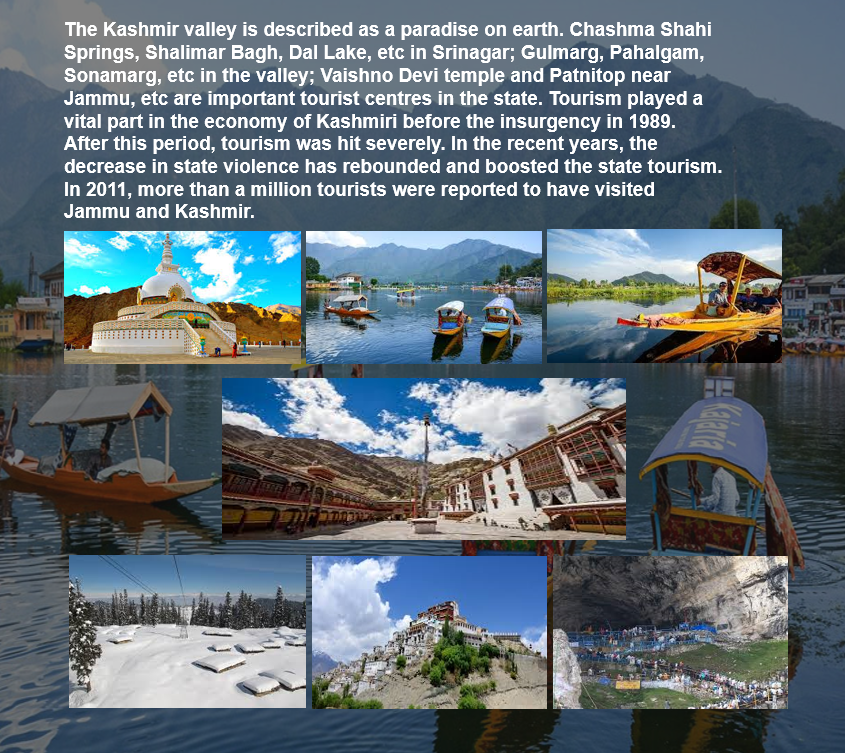 The Kashmir valley is described as a paradise on earth. Chashma Shahi
Springs, Shalimar Bagh, Dal Lake, etc in Srinagar; Gulmarg, Pahalgam,
Sonamarg, etc in the valley; Vaishno Devi temple and Patnitop near
Jammu, etc are important tourist centres in the state. Tourism played a
vital part in the economy of Kashmiri before the insurgency in 1989.
After this period, tourism was hit severely. In the recent years, the
decrease in state violence has rebounded and boosted the state tourism.
In 2011, more than a million tourists were reported to have visited
Jammu and Kashmir.